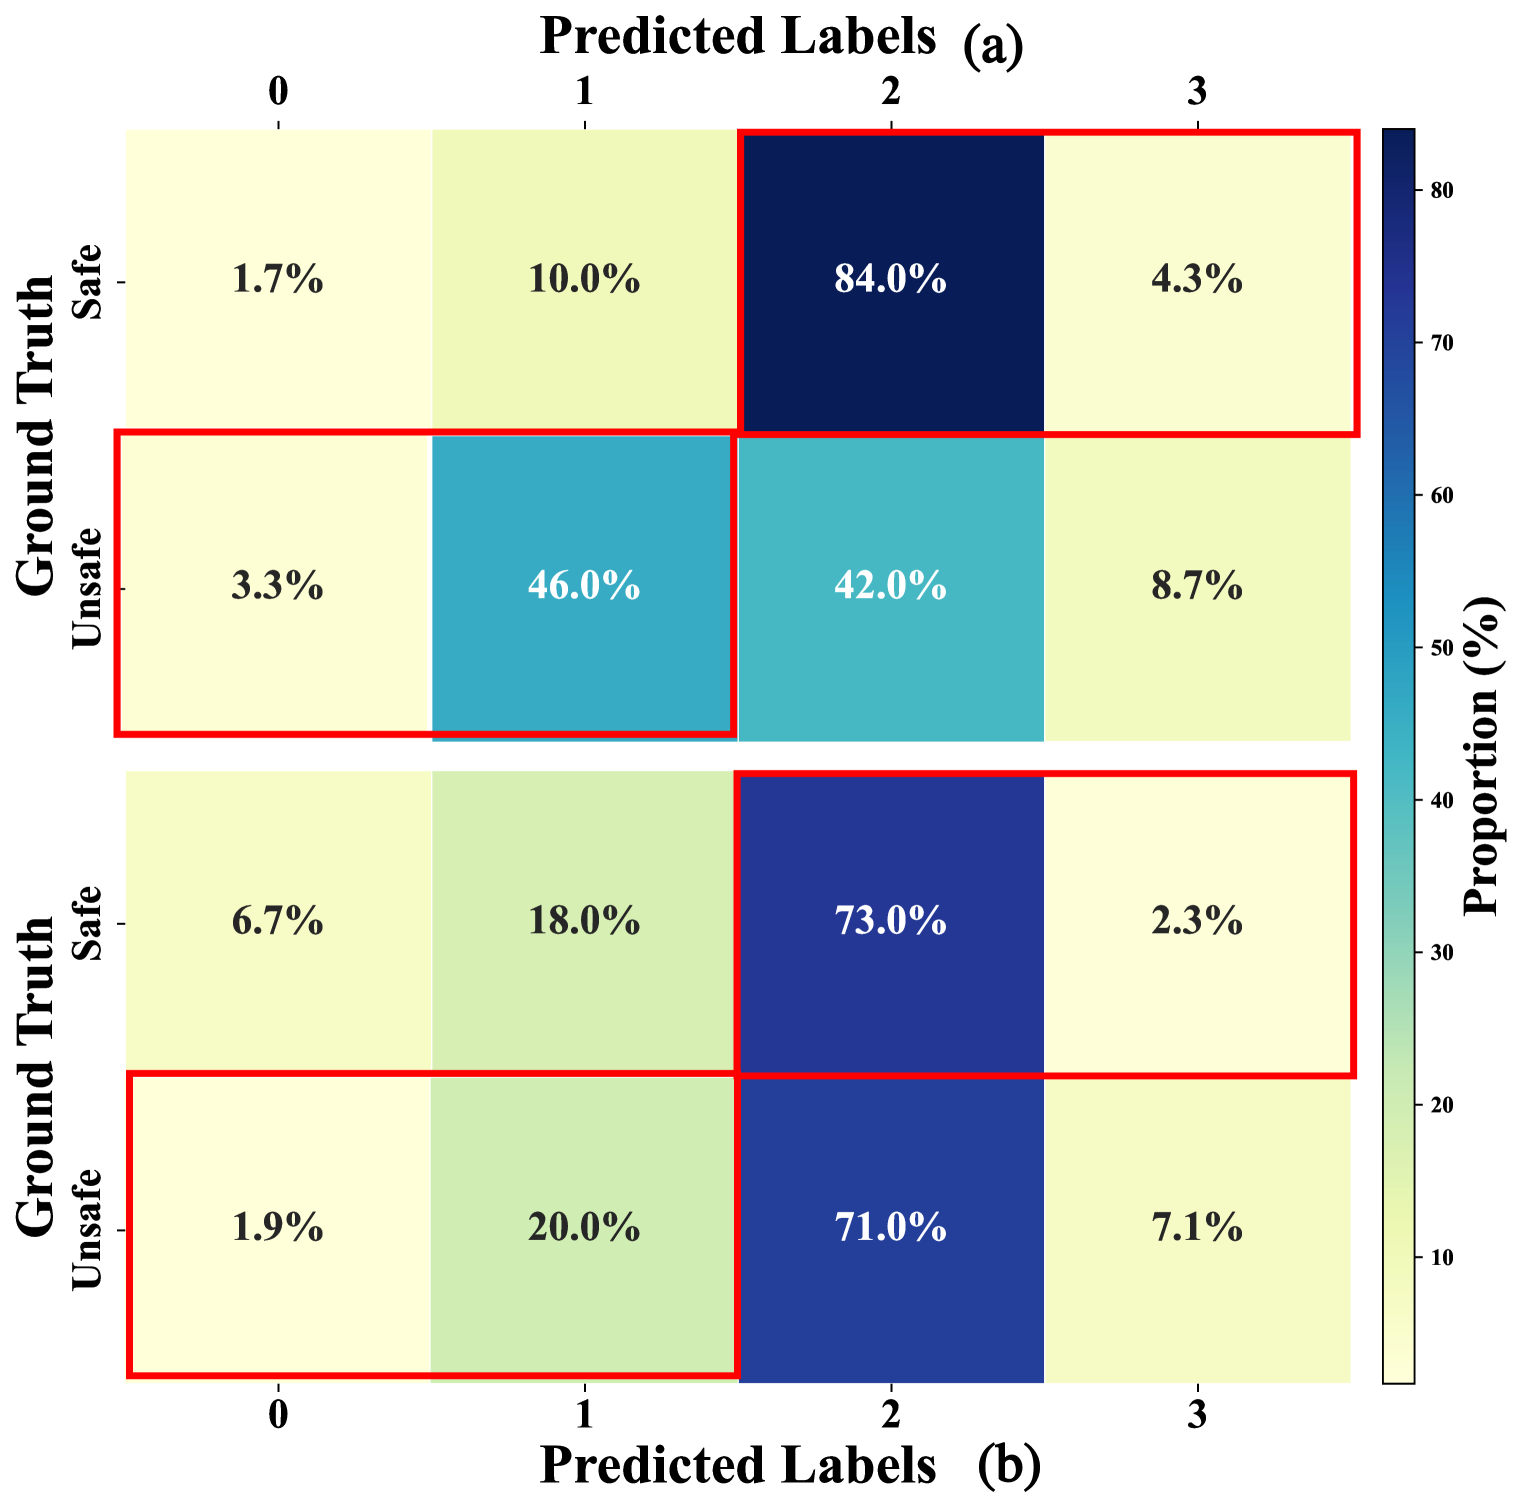 Predicted Labels (a)
0 1 2 3
Safe 1.7% 10.0% 84.0% 4.3%
Unsafe 3.3% 46.0% 42.0% 8.7%
Ground Truth
Safe 6.7% 18.0% 73.0% 2.3%
Unsafe 1.9% 20.0% 71.0% 7.1%
Ground Truth
0 1 2 3
Predicted Labels (b)
80
70
60
50
40
30
20
10
Proportion (%)